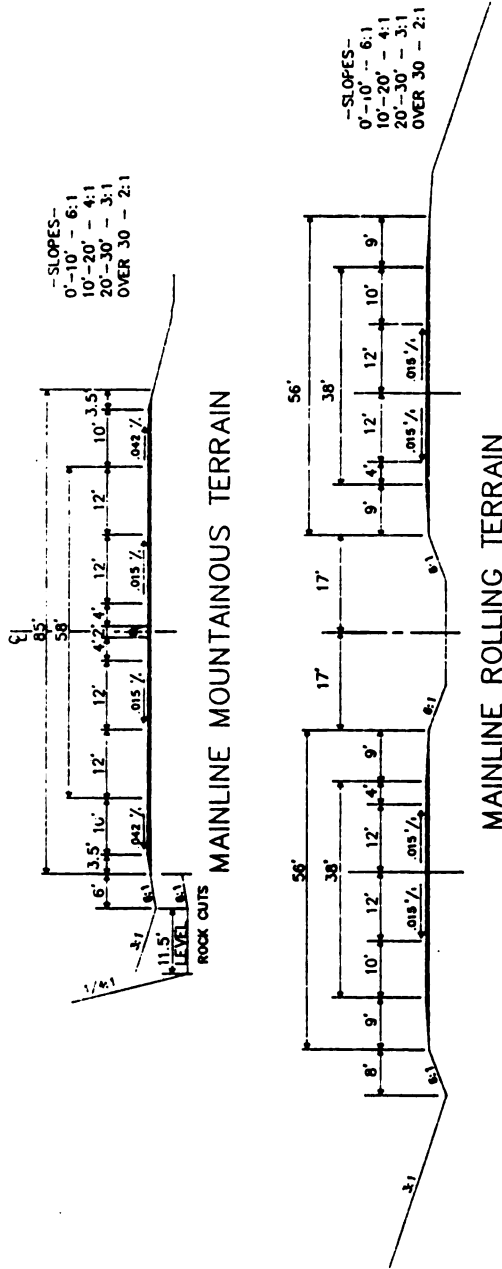 -SLOPES-
0'-10' - 6:1
10'-20' - 4:1
20'-30' - 3:1
OVER 30 - 2:1
℄
85'
58'
6' 3.5' 10' 12' 12' 4' 2' 4' 12' 12' 10' 3.5'
.042 '/' .015 '/' .015 '/' .042 '/'
1/4:1 3:1 6:1
11.5'
LEVEL 6:1
ROCK CUTS
MAINLINE MOUNTAINOUS TERRAIN
-SLOPES-
0'-10' - 6:1
10'-20' - 4:1
20'-30' - 3:1
OVER 30 - 2:1
56' 56'
38' 17' 17' 38'
8' 9' 10' 12' 12' 4' 9' 9' 4' 12' 12' 10' 9'
.015 '/' .015 '/' .015 '/' .015 '/'
3:1 6:1 6:1 6:1
MAINLINE ROLLING TERRAIN